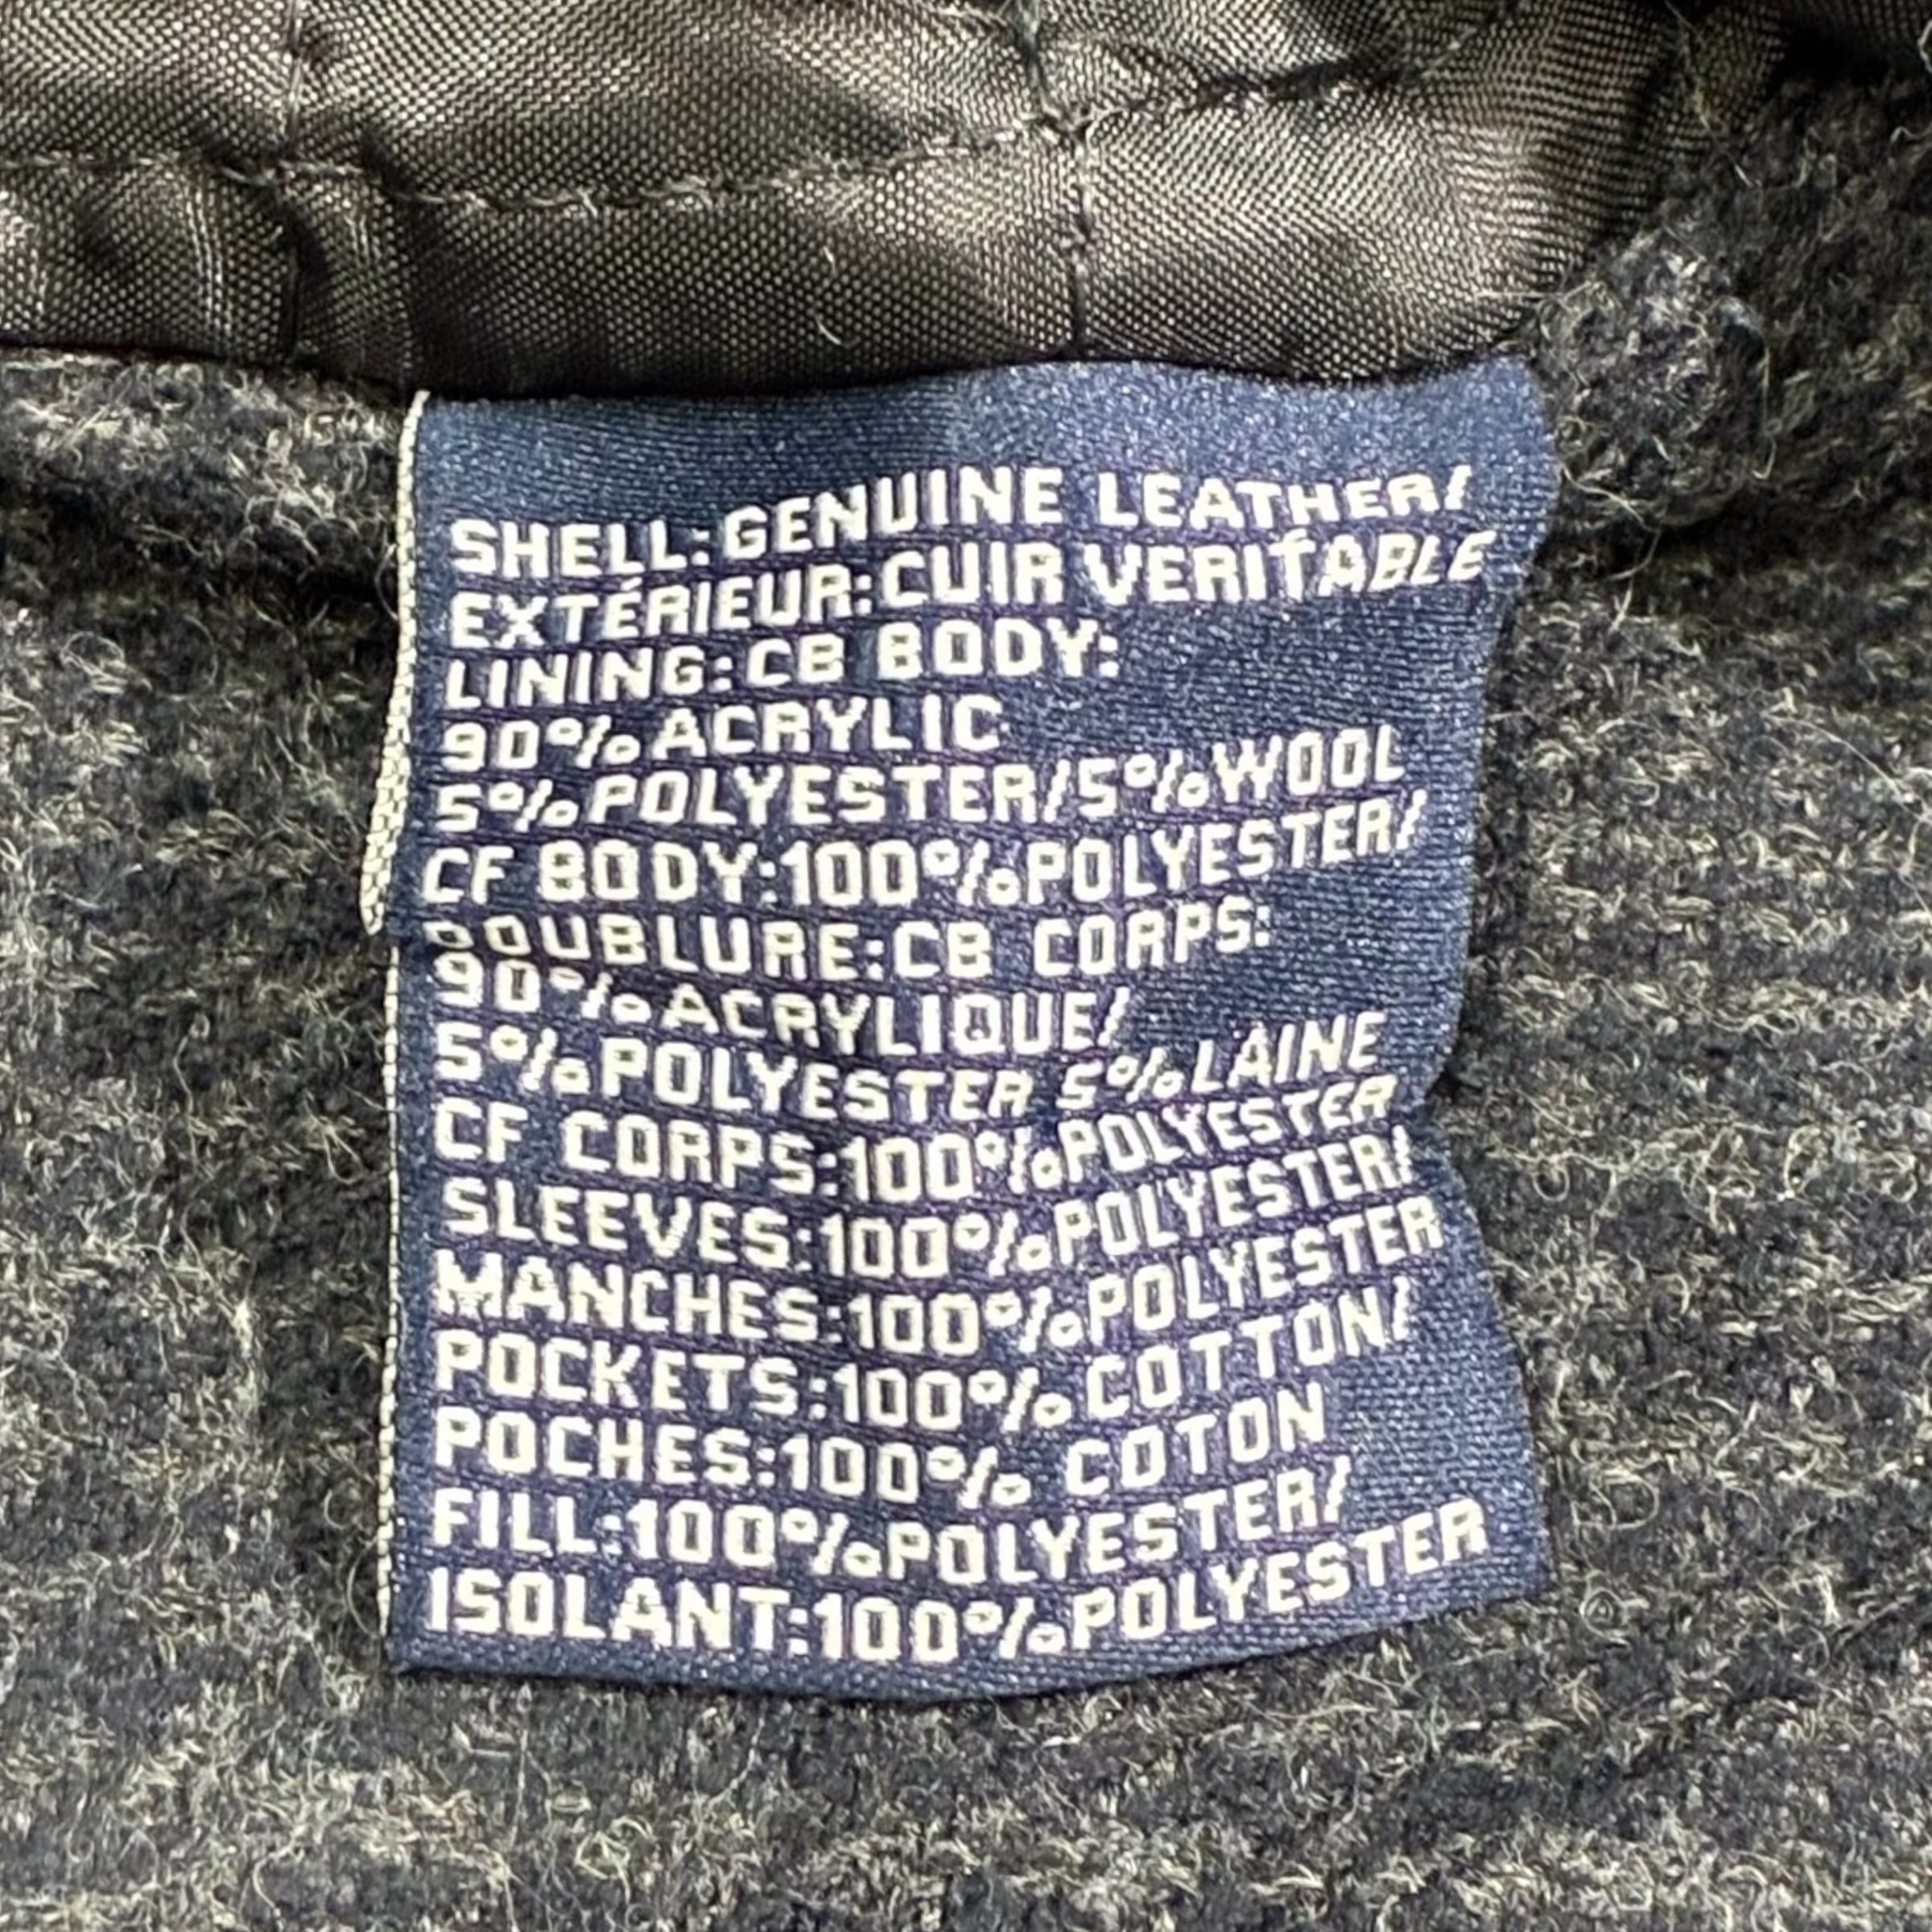 SHELL:GENUINE LEATHER/
EXTÉRIEUR:CUIR VERITABLE
LINING:CB BODY:
90%ACRYLIC
5%POLYESTER/5%WOOL
CF BODY:100%POLYESTER/
DOUBLURE:CB CORPS:
90%ACRYLIQUE/
5%POLYESTER 5%LAINE
CF CORPS:100%POLYESTER
SLEEVES:100%POLYESTER/
MANCHES:100%POLYESTER
POCKETS:100%COTTON/
POCHES:100% COTON
FILL:100%POLYESTER/
ISOLANT:100%POLYESTER